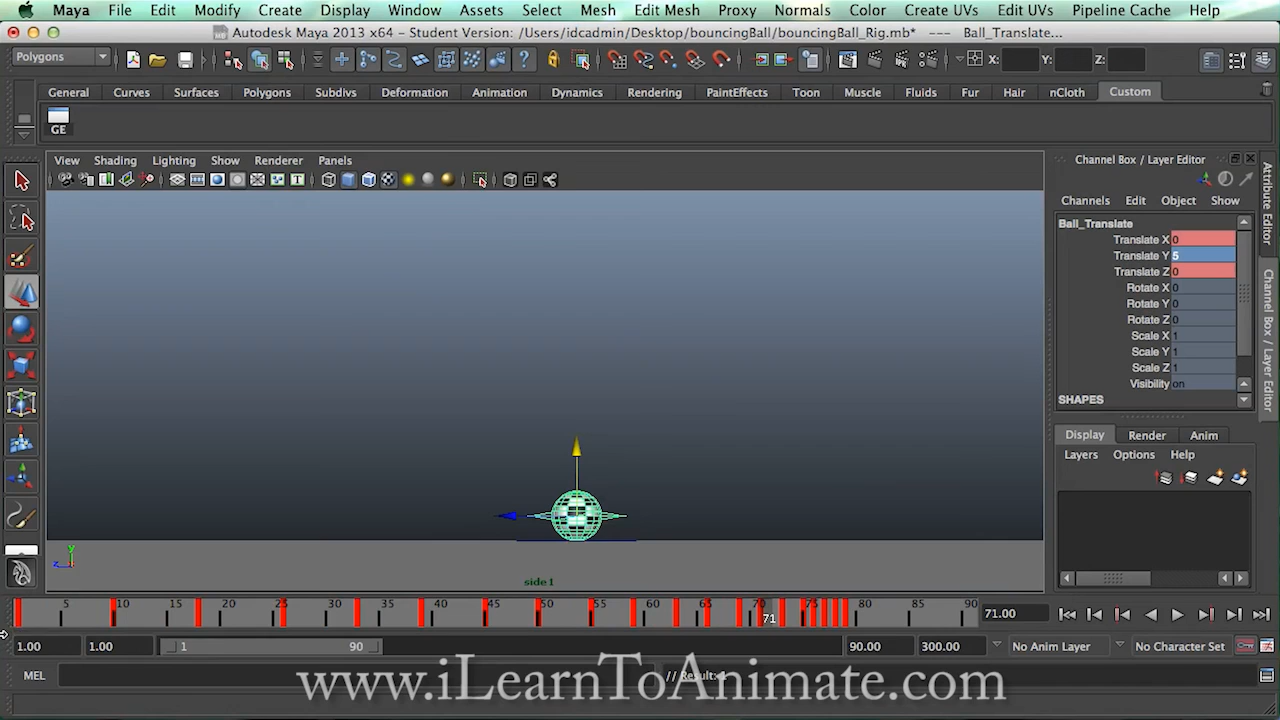 Maya File Edit Modify Create Display Window Assets Select Mesh Edit Mesh Proxy Normals Color Create UVs Edit UVs Pipeline Cache Help
Autodesk Maya 2013 x64 - Student Version: /Users/idcadmin/Desktop/bouncingBall/bouncingBall_Rig.mb* --- Ball_Translate...
Polygons X: Y: Z:
General Curves Surfaces Polygons Subdivs Deformation Animation Dynamics Rendering PaintEffects Toon Muscle Fluids Fur Hair nCloth Custom
GE
View Shading Lighting Show Renderer Panels
Channel Box / Layer Editor
Channels Edit Object Show
Ball_Translate
Translate X 0
Translate Y 5
Translate Z 0
Rotate X 0
Rotate Y 0
Rotate Z 0
Scale X 1
Scale Y 1
Scale Z 1
Visibility on
SHAPES
Attribute Editor
Channel Box / Layer Editor
Display Render Anim
Layers Options Help
y
z
side 1
5 10 15 20 25 30 35 40 45 50 55 60 65 70 71 75 80 85 90
71.00
1.00 1.00 1 90 90.00 300.00 No Anim Layer No Character Set
MEL // Result: 1
www.iLearnToAnimate.com